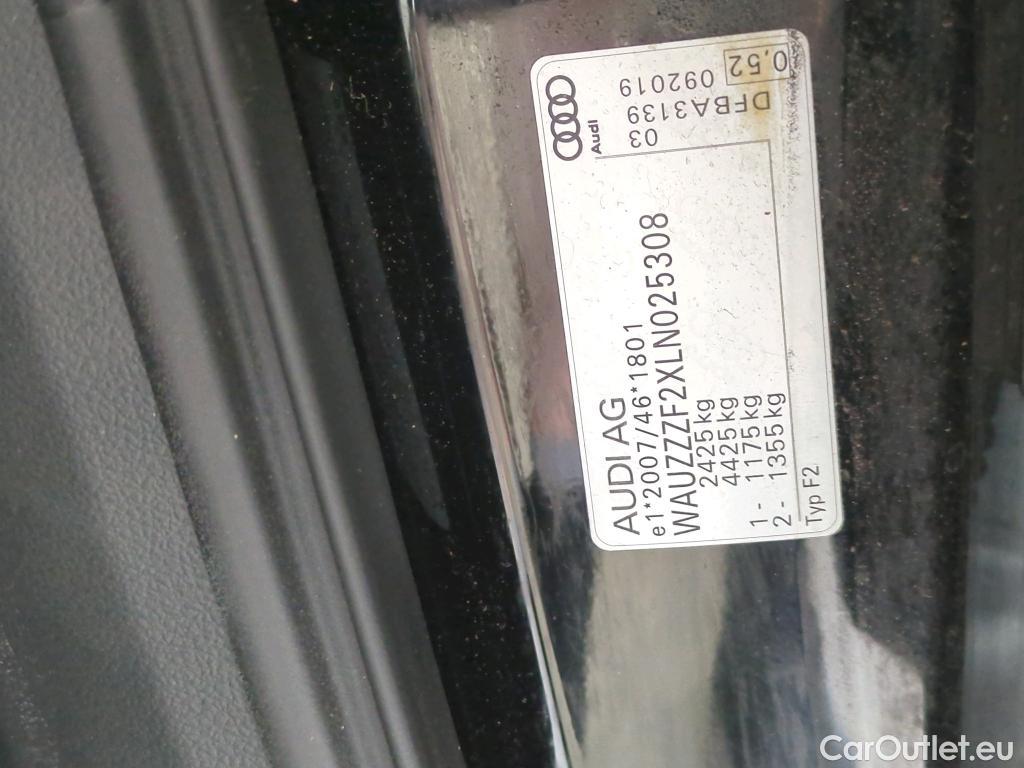 AUDI AG
e1*2007/46*1801
WAUZZZF2XLN025308
2425 kg
4425 kg
1 - 1175 kg
2 - 1355 kg
Typ F2
Audi
03
092019
DFBA3139
0,52
CarOutlet.eu